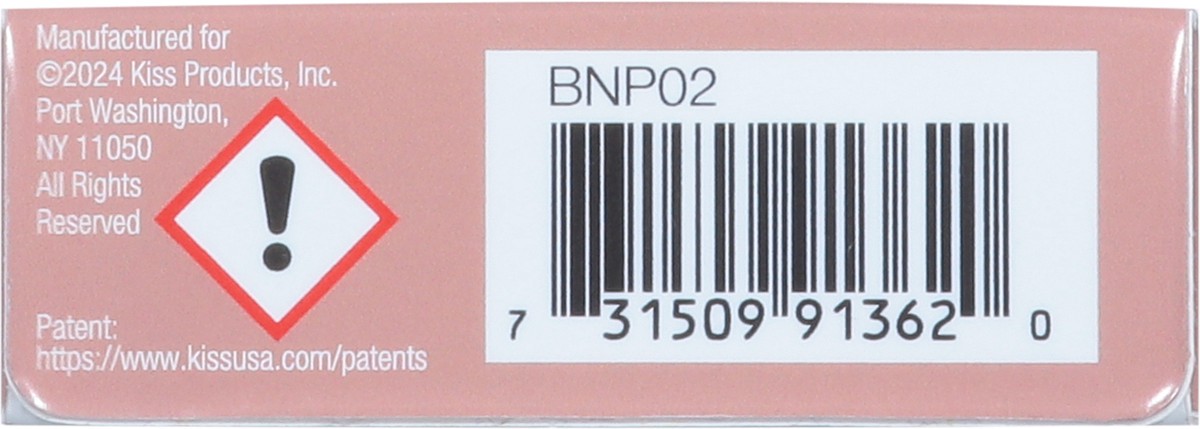 Manufactured for
©2024 Kiss Products, Inc.
Port Washington,
NY 11050
All Rights
Reserved
Patent:
https://www.kissusa.com/patents
BNP02
7 31509 91362 0